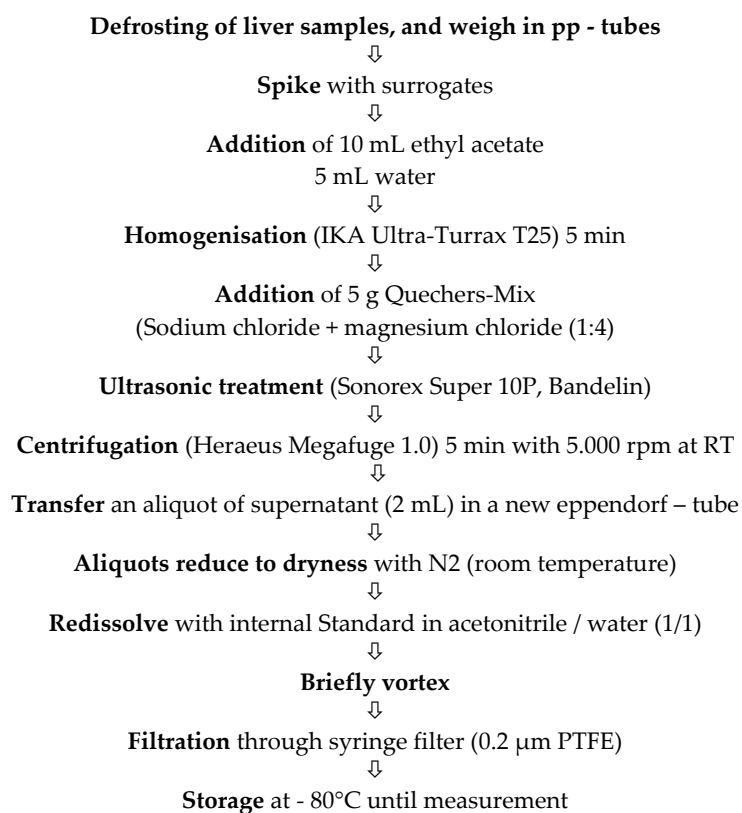 Defrosting of liver samples, and weigh in pp - tubes
⇩
Spike with surrogates
⇩
Addition of 10 mL ethyl acetate
5 mL water
⇩
Homogenisation (IKA Ultra-Turrax T25) 5 min
⇩
Addition of 5 g Quechers-Mix
(Sodium chloride + magnesium chloride (1:4)
⇩
Ultrasonic treatment (Sonorex Super 10P, Bandelin)
⇩
Centrifugation (Heraeus Megafuge 1.0) 5 min with 5.000 rpm at RT
⇩
Transfer an aliquot of supernatant (2 mL) in a new eppendorf – tube
⇩
Aliquots reduce to dryness with N2 (room temperature)
⇩
Redissolve with internal Standard in acetonitrile / water (1/1)
⇩
Briefly vortex
⇩
Filtration through syringe filter (0.2 µm PTFE)
⇩
Storage at - 80°C until measurement